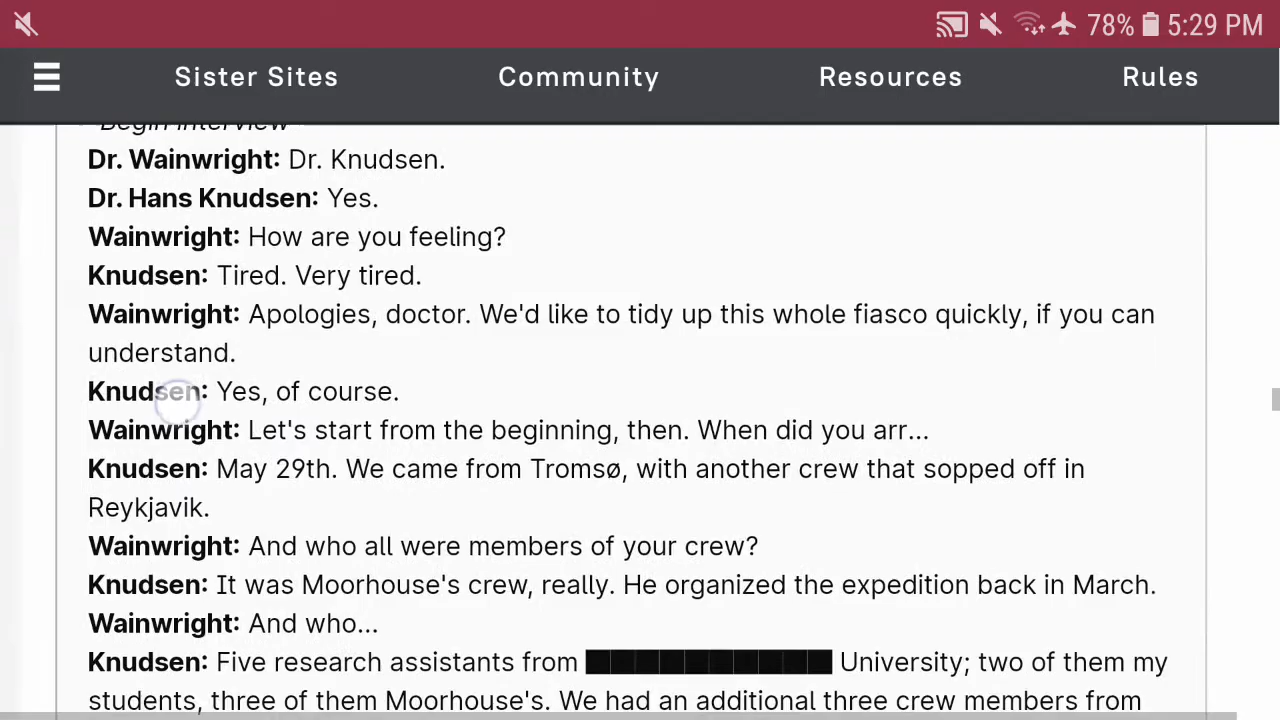 78% 5:29 PM
Sister Sites Community Resources Rules
Begin interview
Dr. Wainwright: Dr. Knudsen.
Dr. Hans Knudsen: Yes.
Wainwright: How are you feeling?
Knudsen: Tired. Very tired.
Wainwright: Apologies, doctor. We'd like to tidy up this whole fiasco quickly, if you can
understand.
Knudsen: Yes, of course.
Wainwright: Let's start from the beginning, then. When did you arr...
Knudsen: May 29th. We came from Tromsø, with another crew that sopped off in
Reykjavik.
Wainwright: And who all were members of your crew?
Knudsen: It was Moorhouse's crew, really. He organized the expedition back in March.
Wainwright: And who...
Knudsen: Five research assistants from ██████████ University; two of them my
students, three of them Moorhouse's. We had an additional three crew members from